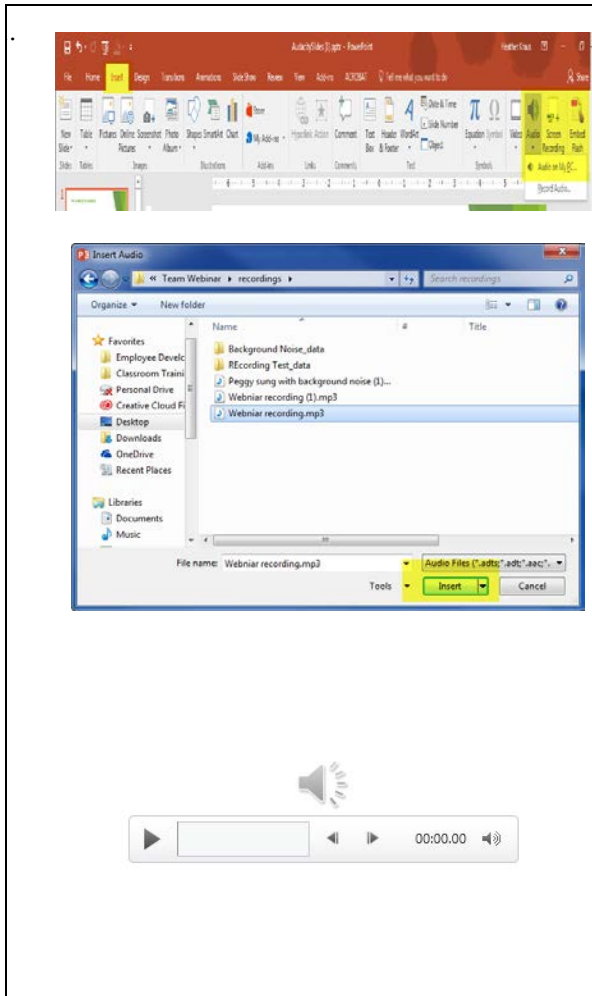 .
AudacitySlides (1).pptx - PowerPoint Heather Kraus
File Home Insert Design Transitions Animations Slide Show Review View Add-ins ACROBAT Tell me what you want to do Share
New Table Pictures Online Screenshot Photo Shapes SmartArt Chart Store My Add-ins Hyperlink Action Comment Text Header WordArt Date & Time Slide Number Object Equation Symbol Video Audio Screen Embed
Slide Pictures Album Box & Footer Recording Flash
Slides Tables Images Illustrations Add-ins Links Comments Text Symbols
Audio on My PC...
Record Audio...
Insert Audio
« Team Webinar recordings Search recordings
Organize New folder
Name # Title
Favorites
Employee Develc
Classroom Traini
Personal Drive
Creative Cloud Fi
Desktop
Downloads
OneDrive
Recent Places
Libraries
Documents
Music
Background Noise_data
REcording Test_data
Peggy sung with background noise (1)...
Webniar recording (1).mp3
Webniar recording.mp3
File name: Webniar recording.mp3 Audio Files (*.adts;*.adt;*.aac;*.
Tools Insert Cancel
00:00.00